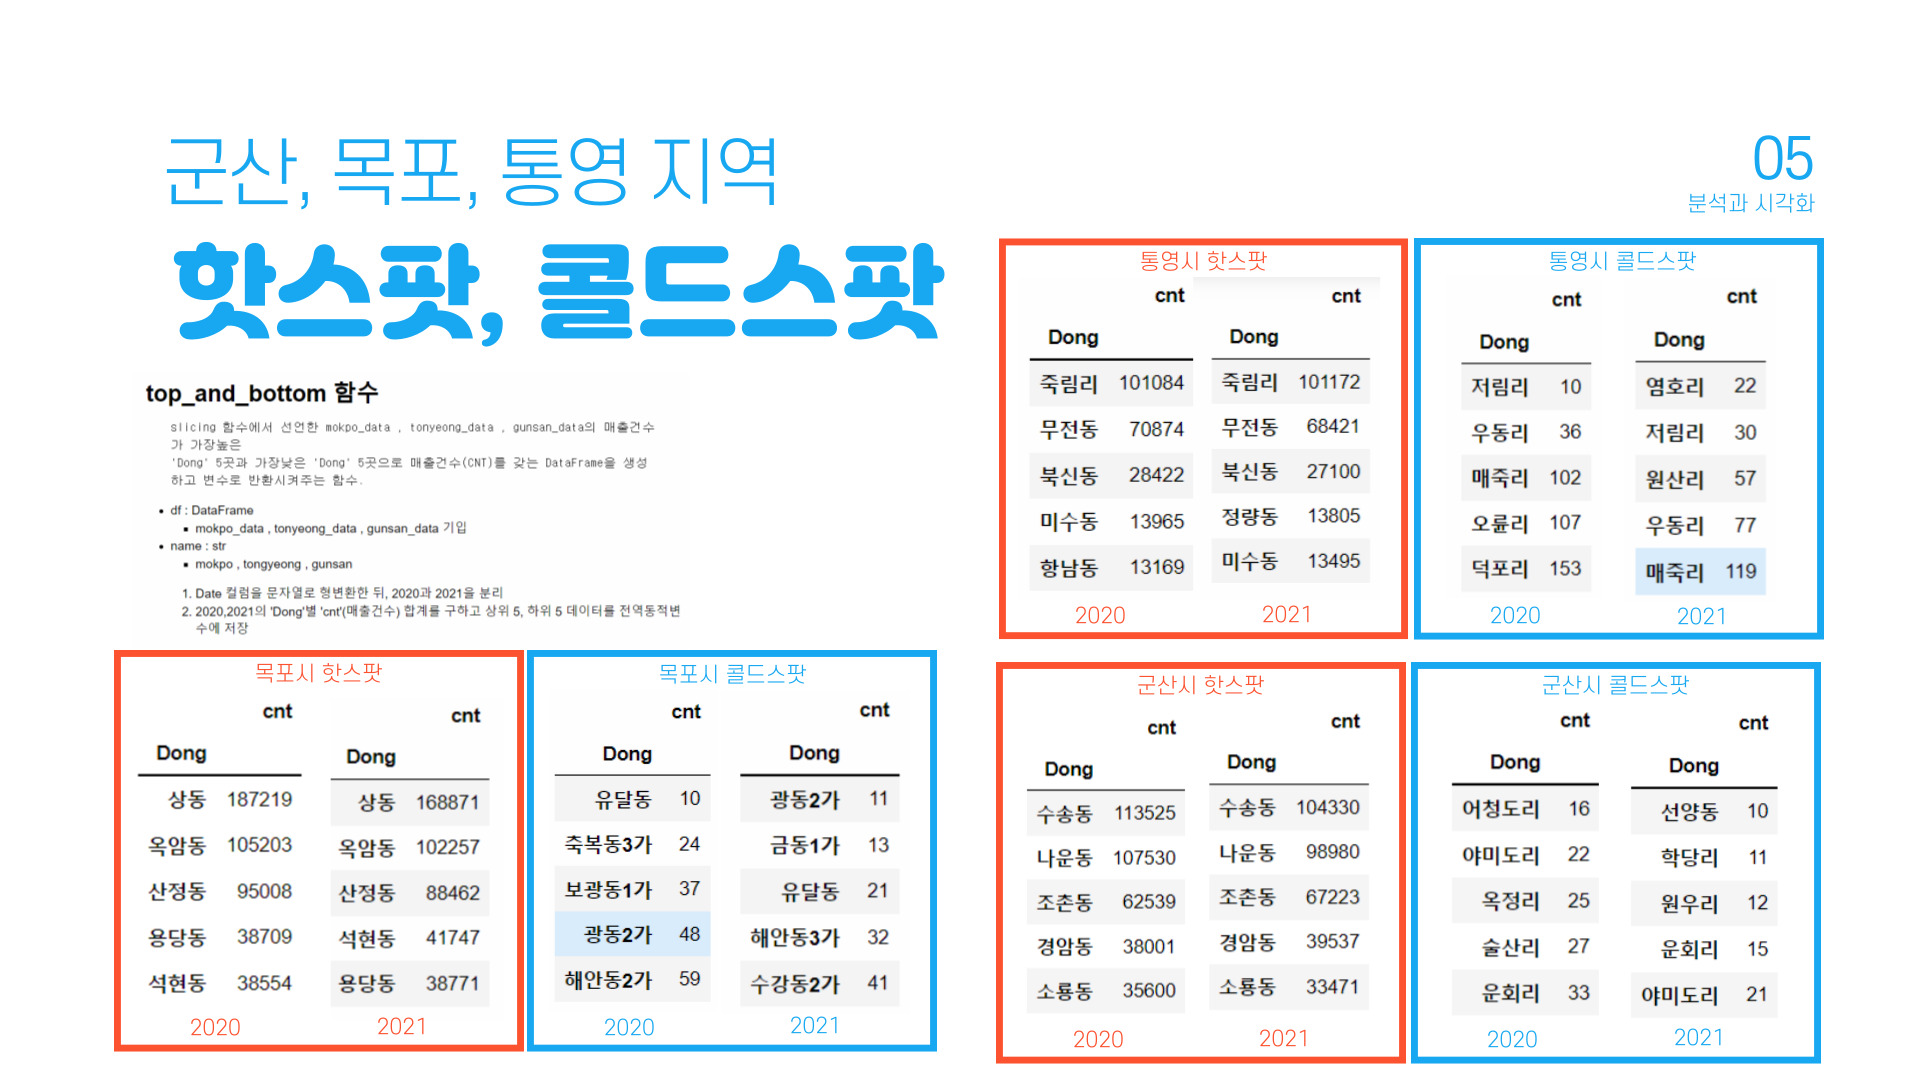 군산, 목포, 통영 지역
핫스팟, 콜드스팟
05
분석과 시각화
top_and_bottom 함수
slicing 함수에서 선언한 mokpo_data , tonyeong_data , gunsan_data의 매출건수
가 가장높은
'Dong' 5곳과 가장낮은 'Dong' 5곳으로 매출건수(CNT)를 갖는 DataFrame을 생성
하고 변수로 반환시켜주는 함수.
• df : DataFrame
▪ mokpo_data , tonyeong_data , gunsan_data 기입
• name : str
▪ mokpo , tongyeong , gunsan
1. Date 컬럼을 문자열로 형변환한 뒤, 2020과 2021을 분리
2. 2020,2021의 'Dong'별 'cnt'(매출건수) 합계를 구하고 상위 5, 하위 5 데이터를 전역동적변
수에 저장
통영시 핫스팟
cnt
Dong
죽림리 101084
무전동 70874
북신동 28422
미수동 13965
항남동 13169
2020
cnt
Dong
죽림리 101172
무전동 68421
북신동 27100
정량동 13805
미수동 13495
2021
통영시 콜드스팟
cnt
Dong
저림리 10
우동리 36
매죽리 102
오륜리 107
덕포리 153
2020
cnt
Dong
염호리 22
저림리 30
원산리 57
우동리 77
매죽리 119
2021
목포시 핫스팟
cnt
Dong
상동 187219
옥암동 105203
산정동 95008
용당동 38709
석현동 38554
2020
cnt
Dong
상동 168871
옥암동 102257
산정동 88462
석현동 41747
용당동 38771
2021
목포시 콜드스팟
cnt
Dong
유달동 10
축복동3가 24
보광동1가 37
광동2가 48
해안동2가 59
2020
cnt
Dong
광동2가 11
금동1가 13
유달동 21
해안동3가 32
수강동2가 41
2021
군산시 핫스팟
cnt
Dong
수송동 113525
나운동 107530
조촌동 62539
경암동 38001
소룡동 35600
2020
cnt
Dong
수송동 104330
나운동 98980
조촌동 67223
경암동 39537
소룡동 33471
2021
군산시 콜드스팟
cnt
Dong
어청도리 16
야미도리 22
옥정리 25
술산리 27
운회리 33
2020
cnt
Dong
선양동 10
학당리 11
원우리 12
운회리 15
야미도리 21
2021